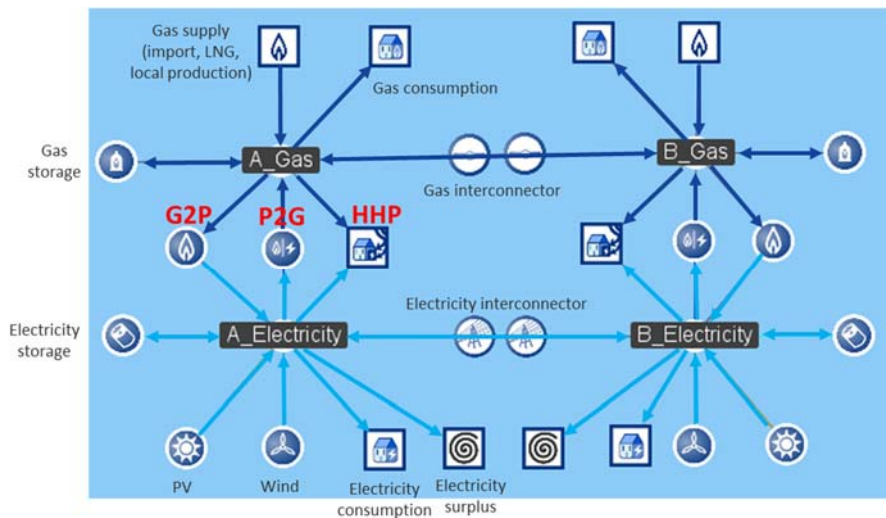 Gas supply
(import, LNG,
local production)
Gas consumption
Gas
storage
A_Gas
B_Gas
Gas interconnector
G2P
P2G
HHP
Electricity interconnector
Electricity
storage
A_Electricity
B_Electricity
PV
Wind
Electricity
consumption
Electricity
surplus